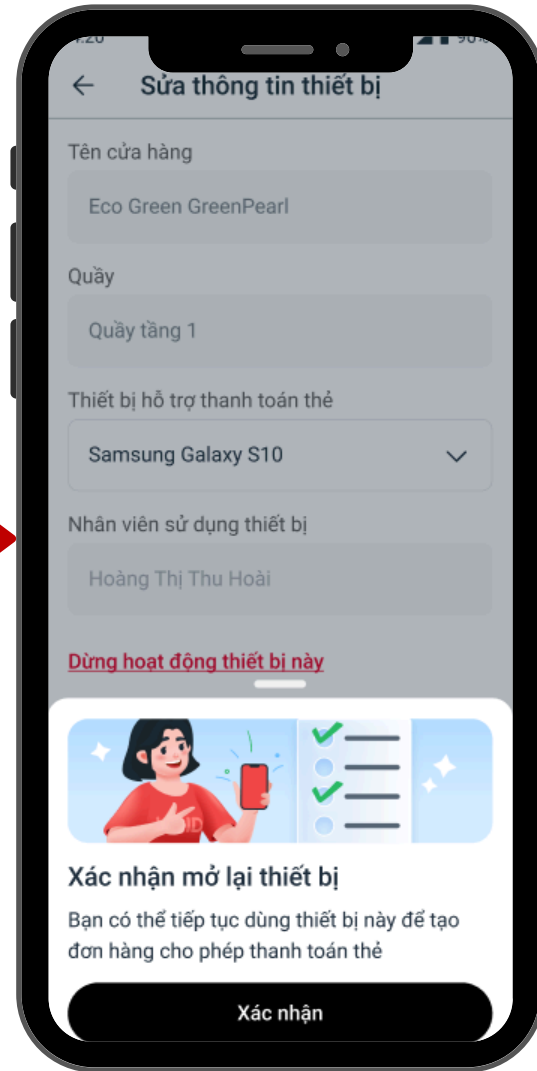 Sửa thông tin thiết bị
Tên cửa hàng
Eco Green GreenPearl
Quầy
Quầy tầng 1
Thiết bị hỗ trợ thanh toán thẻ
Samsung Galaxy S10
Nhân viên sử dụng thiết bị
Hoàng Thị Thu Hoài
Dừng hoạt động thiết bị này
Xác nhận mở lại thiết bị
Bạn có thể tiếp tục dùng thiết bị này để tạo
đơn hàng cho phép thanh toán thẻ
Xác nhận